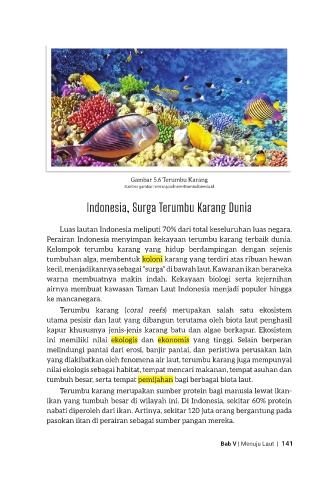 Gambar 5.6 Terumbu Karang
Indonesia, Surga Terumbu Karang Dunia
Luas lautan Indonesia meliputi 70% dari total keseluruhan luas negara.
Perairan Indonesia menyimpan kekayaan terumbu karang terbaik dunia.
Kelompok terumbu karang yang hidup berdampingan dengan sejenis
tumbuhan alga, membentuk koloni karang yang terdiri atas ribuan hewan
kecil, menjadikannya sebagai "surga" di bawah laut. Kawanan ikan beraneka
warna membuatnya makin indah. Kekayaan biologi serta kejernihan
airnya membuat kawasan Taman Laut Indonesia menjadi populer hingga
ke mancanegara.
Terumbu karang (coral reefs) merupakan salah satu ekosistem
utama pesisir dan laut yang dibangun terutama oleh biota laut penghasil
kapur khususnya jenis-jenis karang batu dan algae berkapur. Ekosistem
ini memiliki nilai ekologis dan ekonomis yang tinggi. Selain berperan
melindungi pantai dari erosi, banjir pantai, dan peristiwa perusakan lain
yang diakibatkan oleh fenomena air laut, terumbu karang juga mempunyai
nilai ekologis sebagai habitat, tempat mencari makanan, tempat asuhan dan
tumbuh besar, serta tempat pemijahan bagi berbagai biota laut.
Terumbu karang merupakan sumber protein bagi manusia lewat ikan-
ikan yang tumbuh besar di wilayah ini. Di Indonesia, sekitar 60% protein
nabati diperoleh dari ikan. Artinya, sekitar 120 juta orang bergantung pada
pasokan ikan di perairan sebagai sumber pangan mereka.
Bab V | Menuju Laut | 141